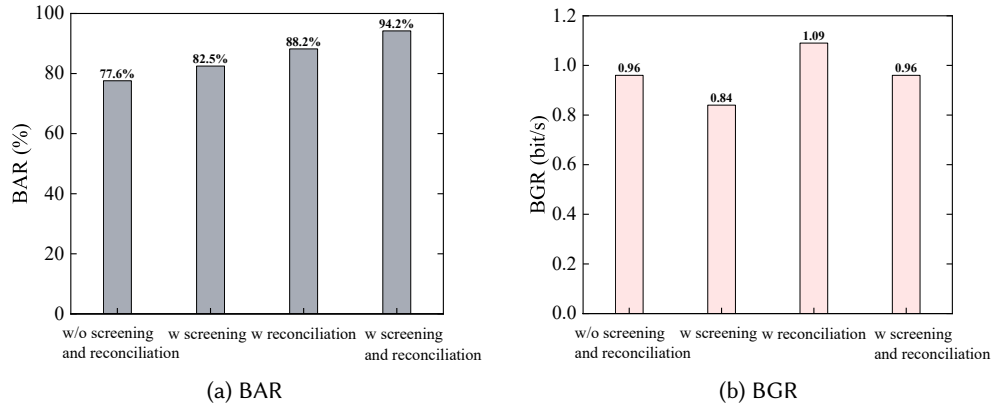 100
80
60
40
20
0
BAR (%)
77.6%
82.5%
88.2%
94.2%
w/o screening
and reconciliation
w screening
w reconciliation
w screening
and reconciliation
(a) BAR
1.2
1.0
0.8
0.6
0.4
0.2
0.0
BGR (bit/s)
0.96
0.84
1.09
0.96
w/o screening
and reconciliation
w screening
w reconciliation
w screening
and reconciliation
(b) BGR